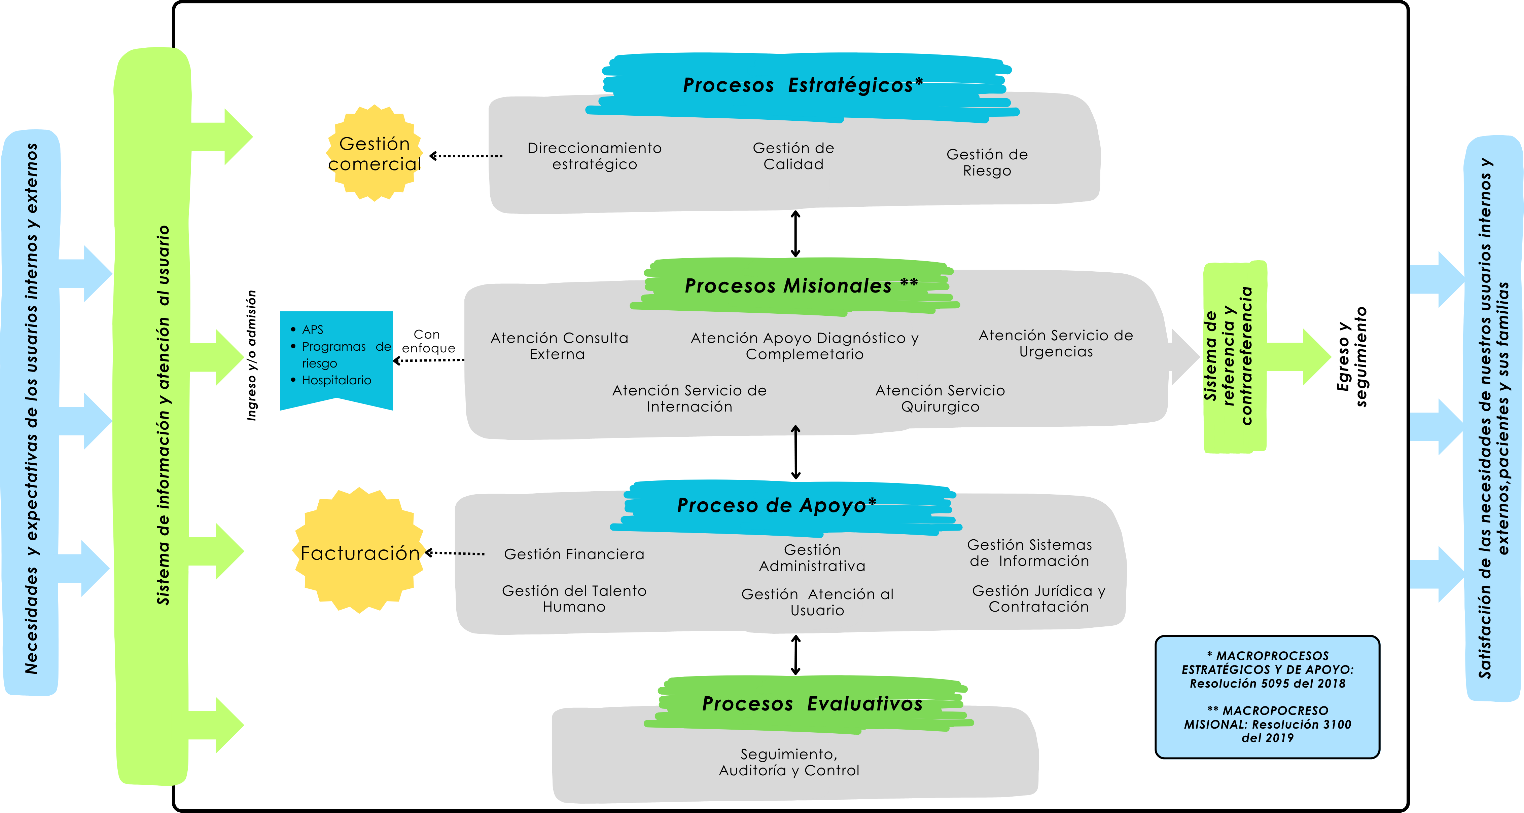 Necesidades y expectativas de los usuarios internos y externos
Sistema de información y atención al usuario
Procesos Estratégicos*
Gestión
comercial
Direccionamiento
estratégico
Gestión de
Calidad
Gestión de
Riesgo
Ingreso y/o admisión
• APS
• Programas de
riesgo
• Hospitalario
Con
enfoque
Procesos Misionales **
Atención Consulta
Externa
Atención Apoyo Diagnóstico y
Complemetario
Atención Servicio de
Urgencias
Atención Servicio de
Internación
Atención Servicio
Quirurgico
Sistema de
referencia y
contrareferencia
Egreso y
seguimiento
Proceso de Apoyo*
Facturación
Gestión Financiera
Gestión
Administrativa
Gestión Sistemas
de Información
Gestión del Talento
Humano
Gestión Atención al
Usuario
Gestión Jurídica y
Contratación
Procesos Evaluativos
Seguimiento,
Auditoría y Control
* MACROPROCESOS
ESTRATÉGICOS Y DE APOYO:
Resolución 5095 del 2018
** MACROPOCRESO
MISIONAL: Resolución 3100
del 2019
Satisfaciión de las necesidades de nuestros usuarios internos y
externos,pacientes y sus familias